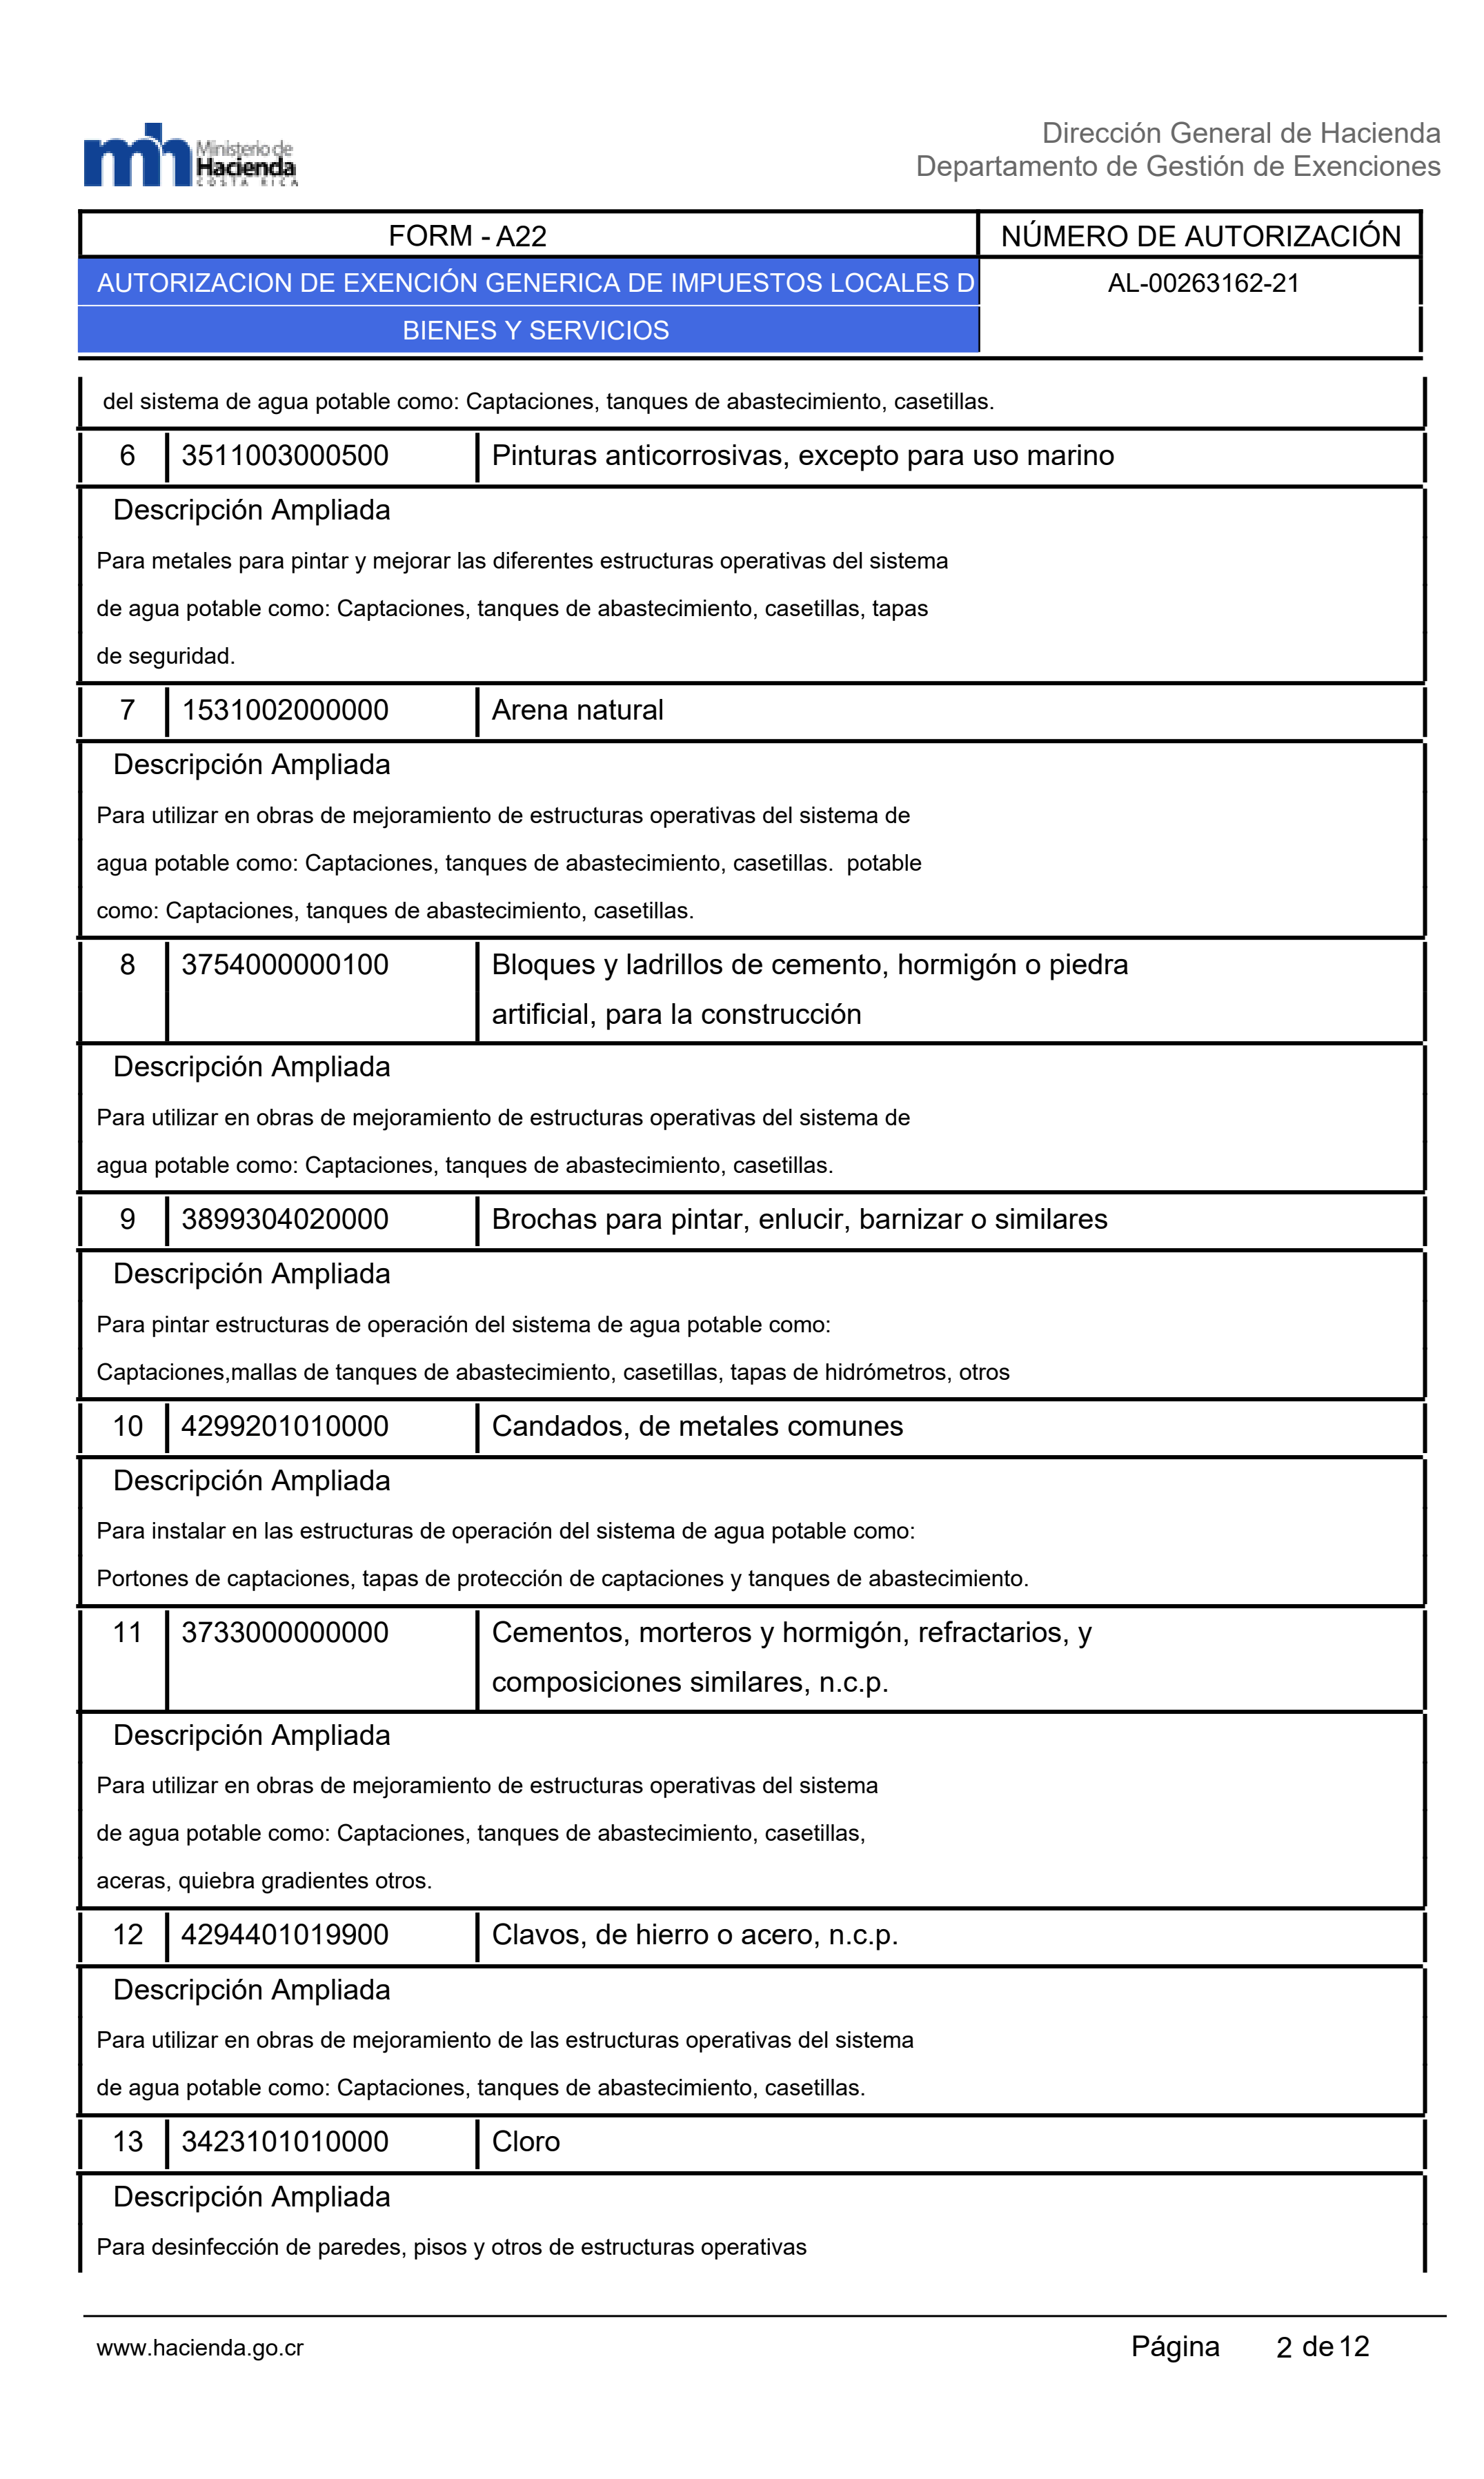 Ministerio de
Hacienda
COSTA RICA
Dirección General de Hacienda
Departamento de Gestión de Exenciones
FORM - A22
NÚMERO DE AUTORIZACIÓN
AUTORIZACION DE EXENCIÓN GENERICA DE IMPUESTOS LOCALES D
AL-00263162-21
BIENES Y SERVICIOS
del sistema de agua potable como: Captaciones, tanques de abastecimiento, casetillas.
6 3511003000500 Pinturas anticorrosivas, excepto para uso marino
Descripción Ampliada
Para metales para pintar y mejorar las diferentes estructuras operativas del sistema
de agua potable como: Captaciones, tanques de abastecimiento, casetillas, tapas
de seguridad.
7 1531002000000 Arena natural
Descripción Ampliada
Para utilizar en obras de mejoramiento de estructuras operativas del sistema de
agua potable como: Captaciones, tanques de abastecimiento, casetillas.  potable
como: Captaciones, tanques de abastecimiento, casetillas.
8 3754000000100 Bloques y ladrillos de cemento, hormigón o piedra
artificial, para la construcción
Descripción Ampliada
Para utilizar en obras de mejoramiento de estructuras operativas del sistema de
agua potable como: Captaciones, tanques de abastecimiento, casetillas.
9 3899304020000 Brochas para pintar, enlucir, barnizar o similares
Descripción Ampliada
Para pintar estructuras de operación del sistema de agua potable como:
Captaciones,mallas de tanques de abastecimiento, casetillas, tapas de hidrómetros, otros
10 4299201010000 Candados, de metales comunes
Descripción Ampliada
Para instalar en las estructuras de operación del sistema de agua potable como:
Portones de captaciones, tapas de protección de captaciones y tanques de abastecimiento.
11 3733000000000 Cementos, morteros y hormigón, refractarios, y
composiciones similares, n.c.p.
Descripción Ampliada
Para utilizar en obras de mejoramiento de estructuras operativas del sistema
de agua potable como: Captaciones, tanques de abastecimiento, casetillas,
aceras, quiebra gradientes otros.
12 4294401019900 Clavos, de hierro o acero, n.c.p.
Descripción Ampliada
Para utilizar en obras de mejoramiento de las estructuras operativas del sistema
de agua potable como: Captaciones, tanques de abastecimiento, casetillas.
13 3423101010000 Cloro
Descripción Ampliada
Para desinfección de paredes, pisos y otros de estructuras operativas
www.hacienda.go.cr
Página 2 de 12